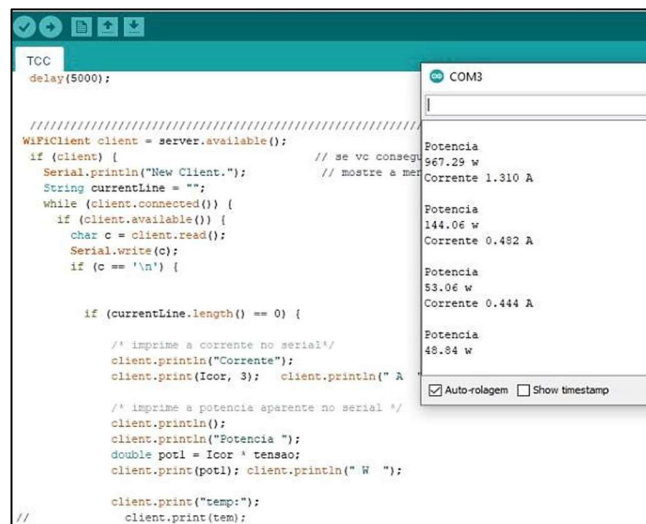 TCC
delay(5000);
////////////////////////////////////////////////////////////
WiFiClient client = server.available();
if (client) { // se vc consegu
Serial.println("New Client."); // mostre a mer
String currentLine = "";
while (client.connected()) {
if (client.available()) {
char c = client.read();
Serial.write(c);
if (c == '\n') {
if (currentLine.length() == 0) {
/* imprime a corrente no serial*/
client.println("Corrente");
client.print(Icor, 3); client.println(" A "
/* imprime a potencia aparente no serial */
client.println();
client.println("Potencia ");
double pot1 = Icor * tensao;
client.print(pot1); client.println(" W ");
client.print("temp:");
// client.print(tem);
COM3
Potencia
967.29 w
Corrente 1.310 A
Potencia
144.06 w
Corrente 0.482 A
Potencia
53.06 w
Corrente 0.444 A
Potencia
48.84 w
Auto-rolagem Show timestamp